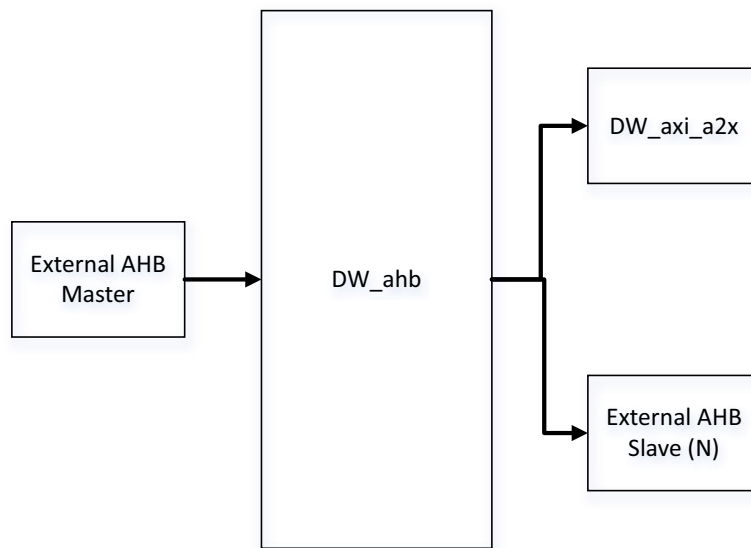 DW_axi_a2x
External AHB
Master
DW_ahb
External AHB
Slave (N)